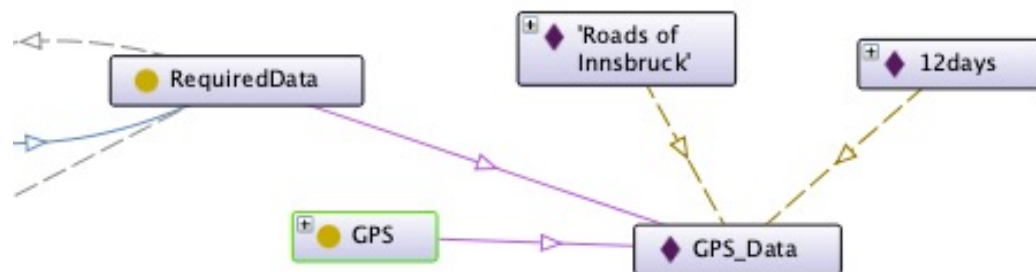 'Roads of
Innsbruck'
12days
RequiredData
GPS
GPS_Data